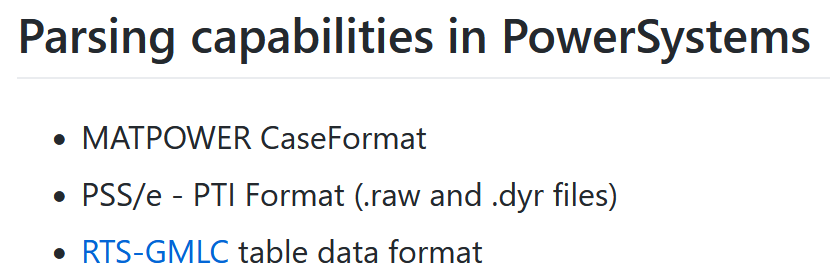 Parsing capabilities in PowerSystems
• MATPOWER CaseFormat
• PSS/e - PTI Format (.raw and .dyr files)
• RTS-GMLC table data format